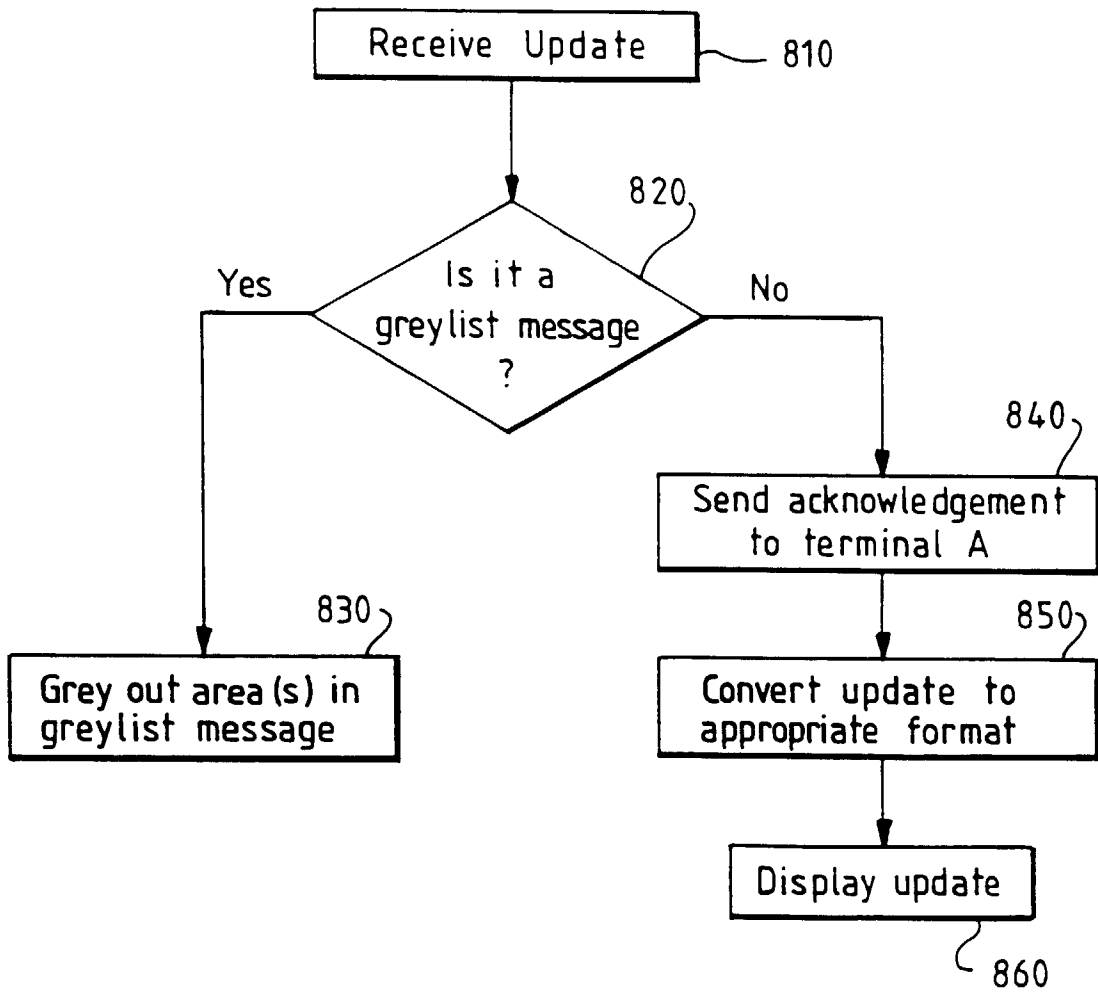 Receive Update
810
820
Is it a
greylist message
?
Yes
No
840
Send acknowledgement
to terminal A
830
Grey out area(s) in
greylist message
850
Convert update to
appropriate format
Display update
860